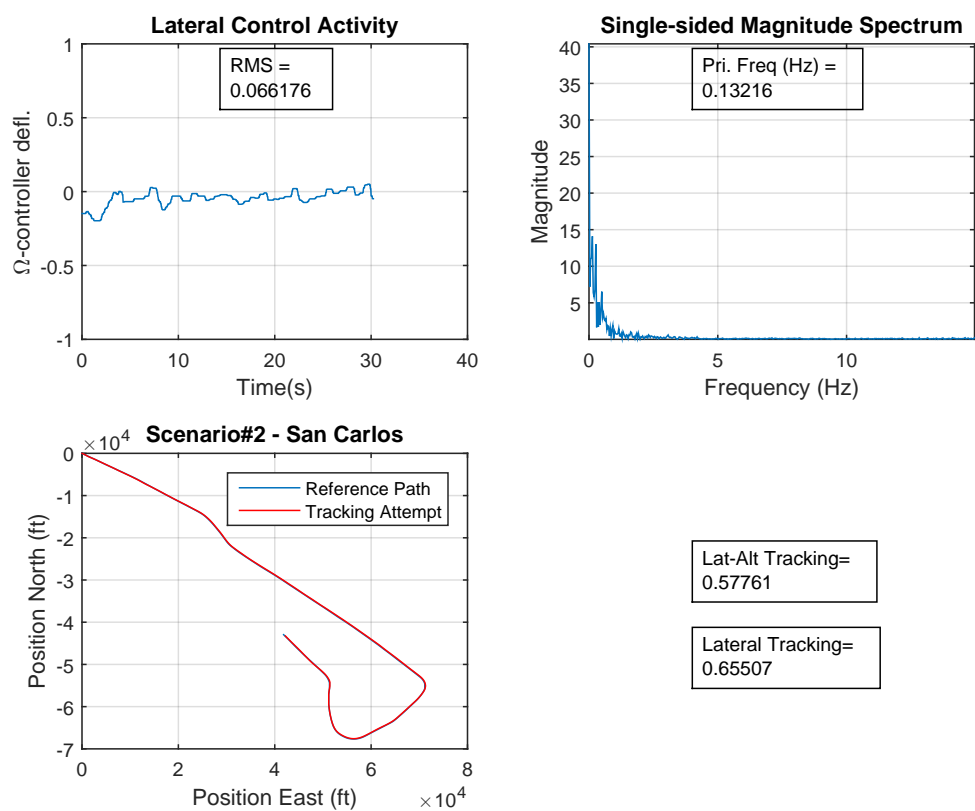 Lateral Control Activity
RMS =
0.066176
1
0.5
0
-0.5
-1
Ω-controller defl.
0 10 20 30 40
Time(s)
Single-sided Magnitude Spectrum
Pri. Freq (Hz) =
0.13216
40
35
30
25
20
15
10
5
Magnitude
0 5 10
Frequency (Hz)
Scenario#2 - San Carlos
×10⁴
0
-1
-2
-3
-4
-5
-6
-7
Position North (ft)
Reference Path
Tracking Attempt
0 2 4 6 8
Position East (ft) ×10⁴
Lat-Alt Tracking=
0.57761
Lateral Tracking=
0.65507